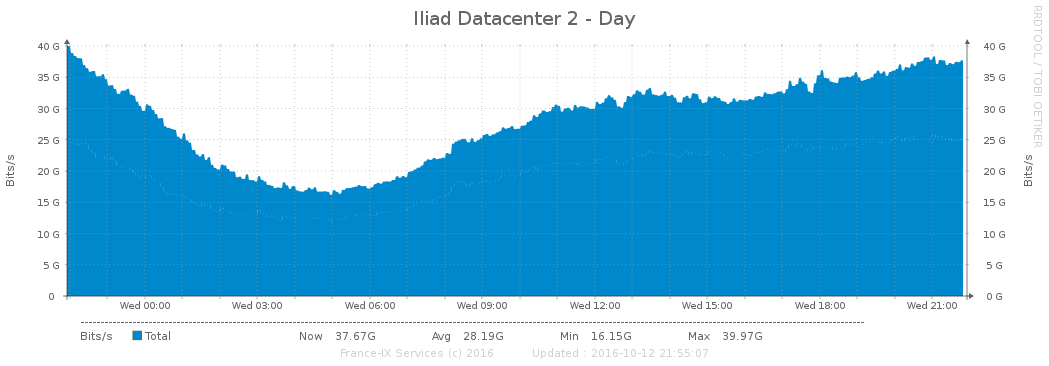 Iliad Datacenter 2 - Day
RRDTOOL / TOBI OETIKER
40 G 40 G
35 G 35 G
30 G 30 G
25 G 25 G
20 G 20 G
15 G 15 G
10 G 10 G
5 G 5 G
0 0 G
Bits/s Bits/s
Wed 00:00 Wed 03:00 Wed 06:00 Wed 09:00 Wed 12:00 Wed 15:00 Wed 18:00 Wed 21:00
Bits/s Total Now 37.67G Avg 28.19G Min 16.15G Max 39.97G
France-IX Services (c) 2016 Updated : 2016-10-12 21:55:07